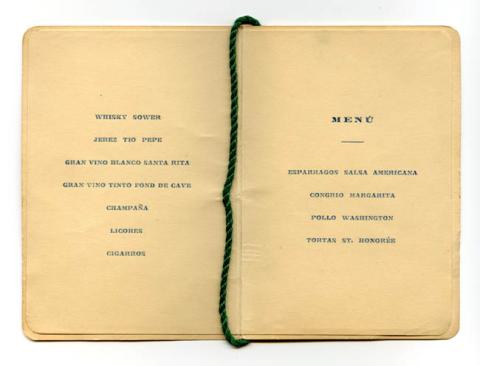 WHISKY SOWER
JEREZ TIO PEPE
GRAN VINO BLANCO SANTA RITA
GRAN VINO TINTO FOND DE CAVE
CHAMPAÑA
LICORES
CIGARROS
MENÚ
ESPARRAGOS SALSA AMERICANA
CONGRIO MARGARITA
POLLO WASHINGTON
TORTAS ST. HONORÉE